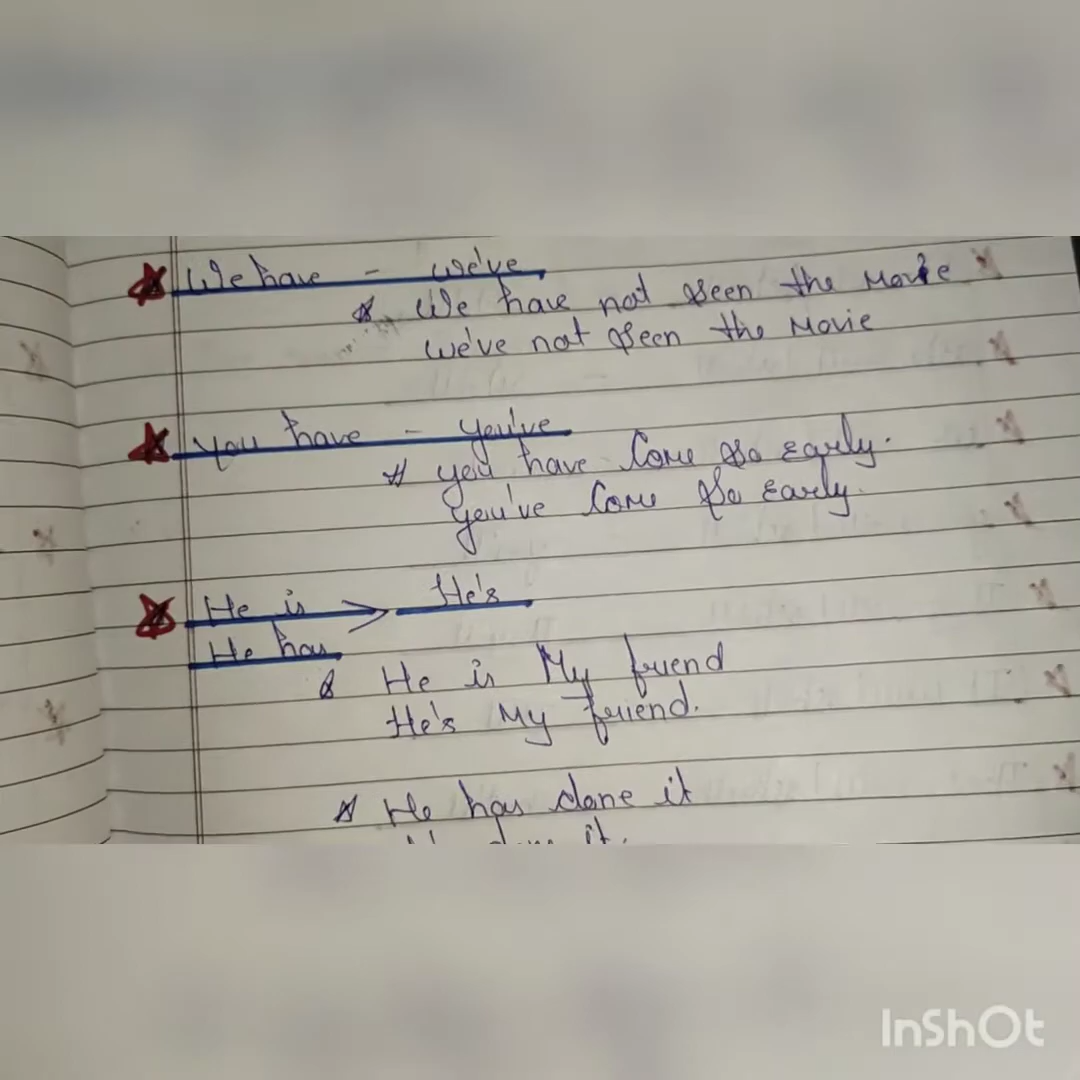 We have - we've
We have not seen the Movie
we've not seen the Movie
you have - you've
you have come so early.
you've come so early.
He is > He's
He has
He is My friend
He's My friend.
He has done it
done it.
InShOt